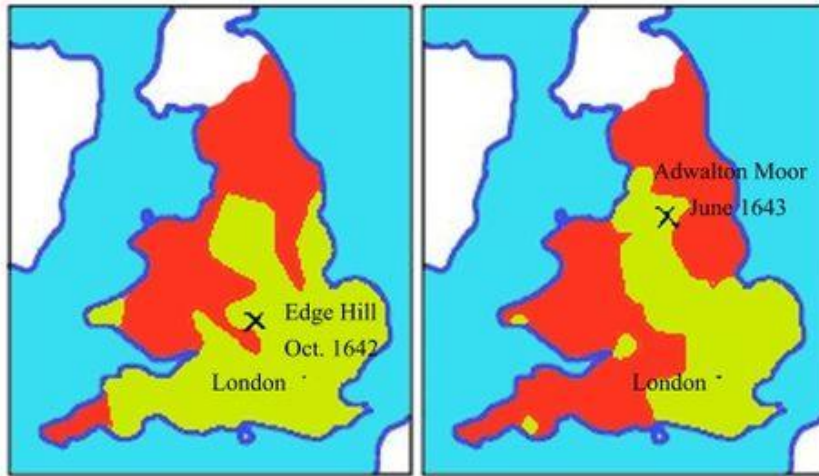 Edge Hill
Oct. 1642
London
Adwalton Moor
June 1643
London